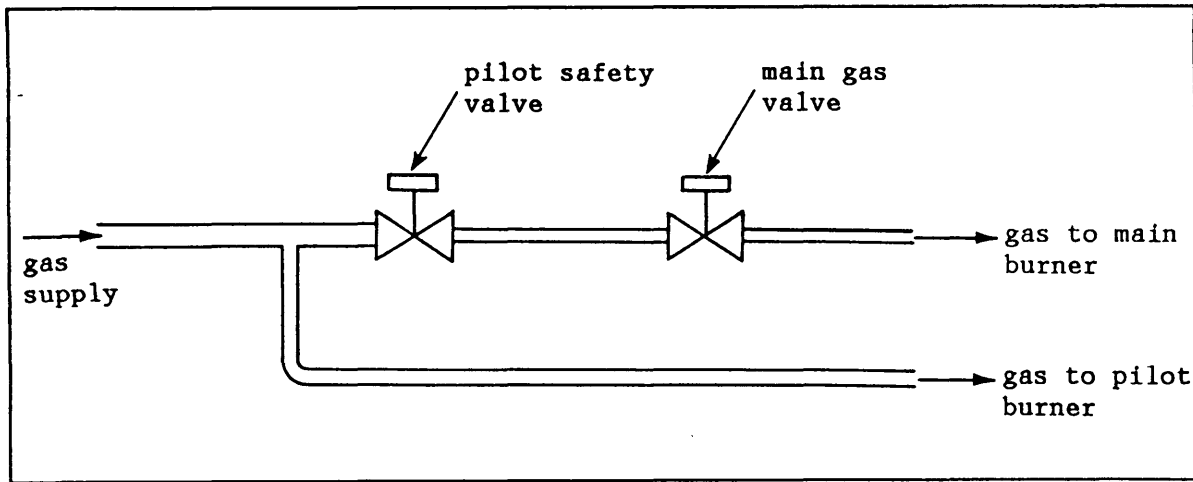 pilot safety
valve
main gas
valve
gas
supply
gas to main
burner
gas to pilot
burner